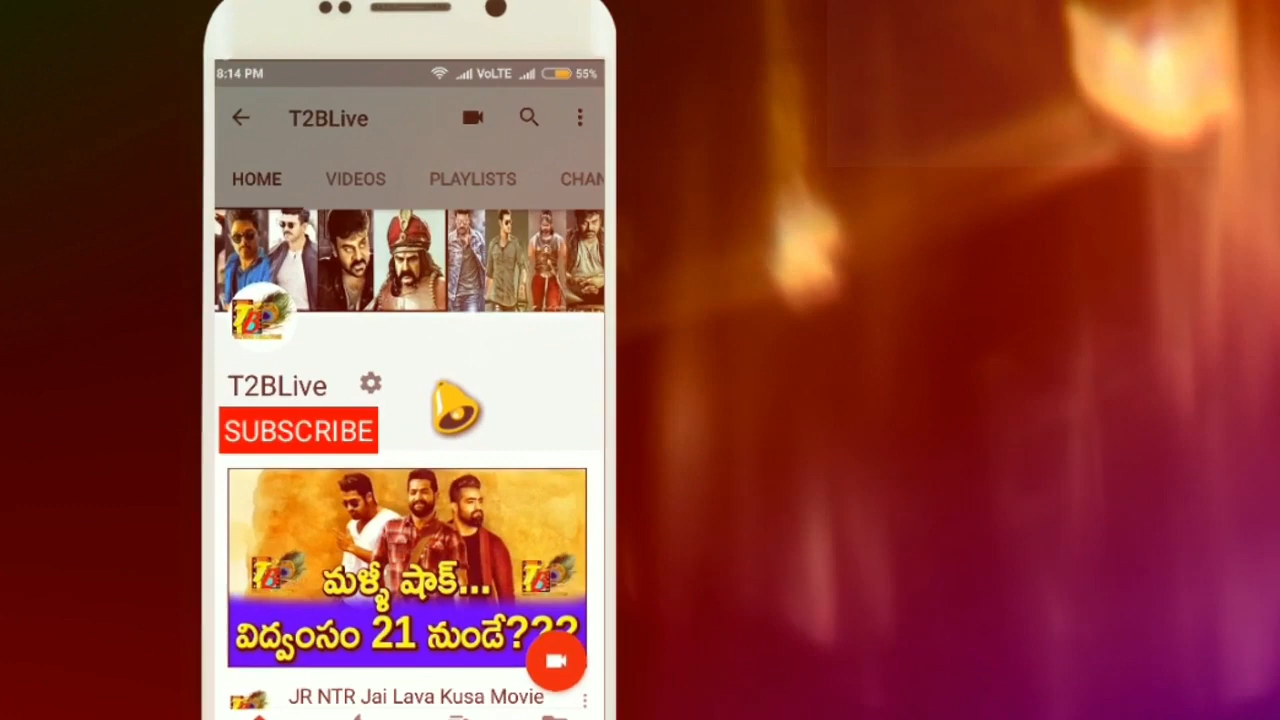 8:14 PM VoLTE 55%
T2BLive
HOME VIDEOS PLAYLISTS CHAN
T2BLive
SUBSCRIBE
మళ్ళీ షాక్...
విధ్వంసం 21 నుండే???
JR NTR Jai Lava Kusa Movie